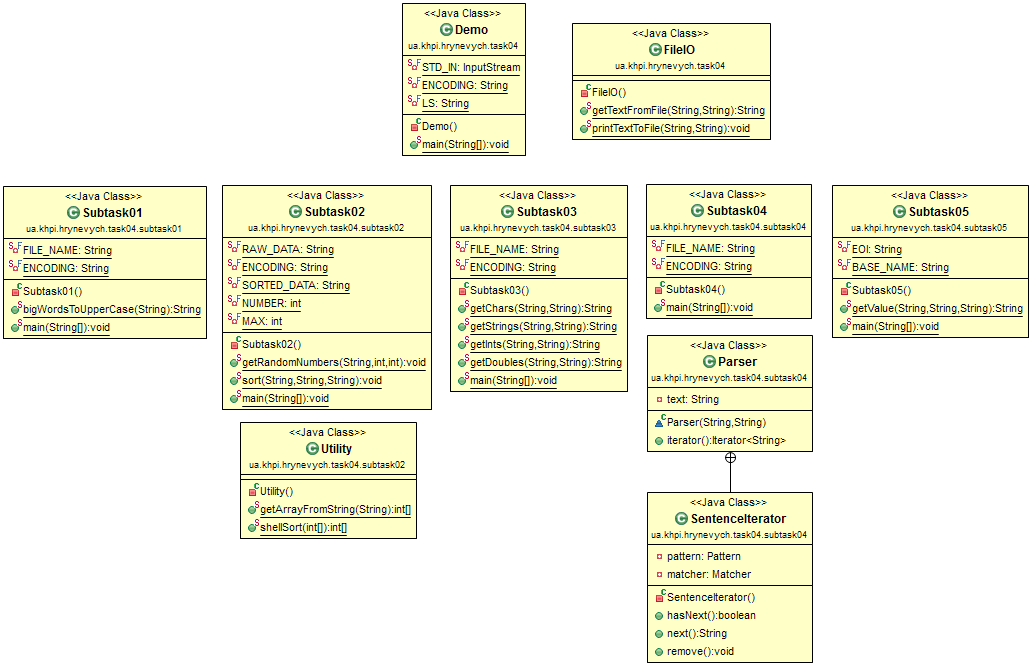 <<Java Class>>
Demo
ua.khpi.hrynevych.task04
STD_IN: InputStream
ENCODING: String
LS: String
Demo()
main(String[]):void
<<Java Class>>
FileIO
ua.khpi.hrynevych.task04
FileIO()
getTextFromFile(String,String):String
printTextToFile(String,String):void
<<Java Class>>
Subtask01
ua.khpi.hrynevych.task04.subtask01
FILE_NAME: String
ENCODING: String
Subtask01()
bigWordsToUpperCase(String):String
main(String[]):void
<<Java Class>>
Subtask02
ua.khpi.hrynevych.task04.subtask02
RAW_DATA: String
ENCODING: String
SORTED_DATA: String
NUMBER: int
MAX: int
Subtask02()
getRandomNumbers(String,int,int):void
sort(String,String,String):void
main(String[]):void
<<Java Class>>
Subtask03
ua.khpi.hrynevych.task04.subtask03
FILE_NAME: String
ENCODING: String
Subtask03()
getChars(String,String):String
getStrings(String,String):String
getInts(String,String):String
getDoubles(String,String):String
main(String[]):void
<<Java Class>>
Subtask04
ua.khpi.hrynevych.task04.subtask04
FILE_NAME: String
ENCODING: String
Subtask04()
main(String[]):void
<<Java Class>>
Subtask05
ua.khpi.hrynevych.task04.subtask05
EOI: String
BASE_NAME: String
Subtask05()
getValue(String,String,String):String
main(String[]):void
<<Java Class>>
Utility
ua.khpi.hrynevych.task04.subtask02
Utility()
getArrayFromString(String):int[]
shellSort(int[]):int[]
<<Java Class>>
Parser
ua.khpi.hrynevych.task04.subtask04
text: String
Parser(String,String)
iterator():Iterator<String>
<<Java Class>>
SentenceIterator
ua.khpi.hrynevych.task04.subtask04
pattern: Pattern
matcher: Matcher
SentenceIterator()
hasNext():boolean
next():String
remove():void